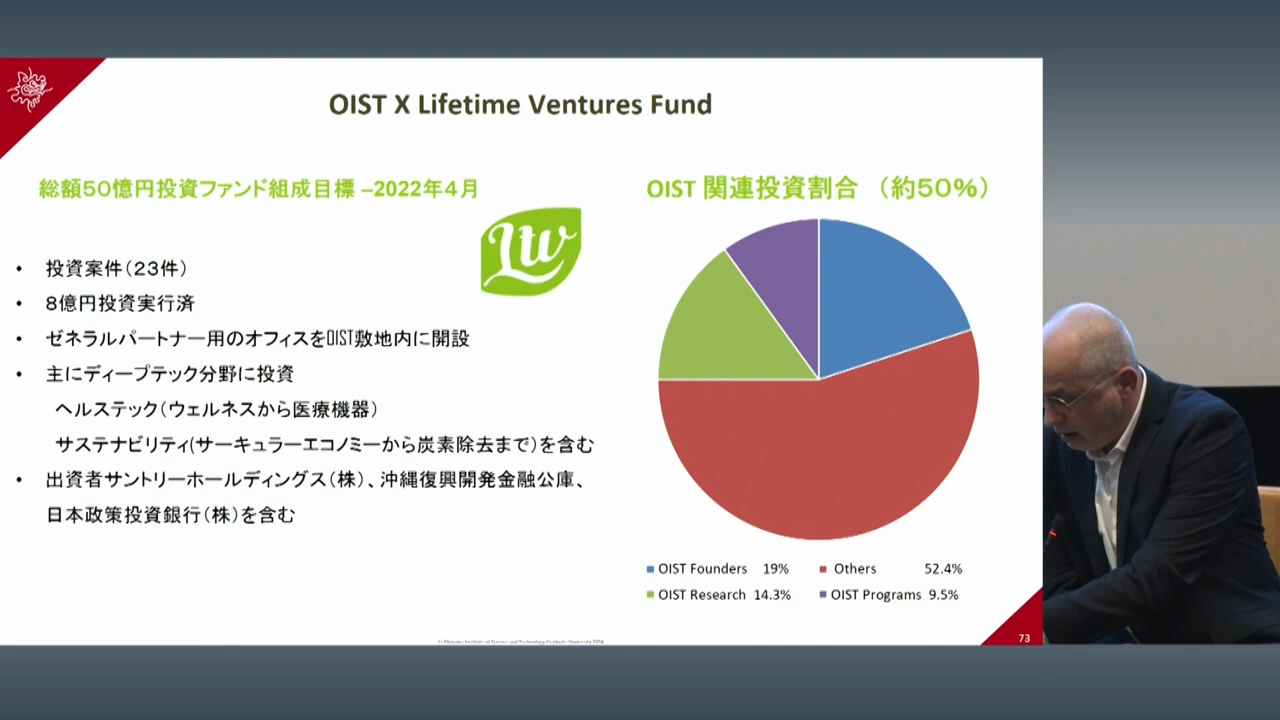 OIST X Lifetime Ventures Fund
総額50憶円投資ファンド組成目標 –2022年4月
Ltv
• 投資案件(23件)
• 8億円投資実行済
• ゼネラルパートナー用のオフィスをOIST敷地内に開設
• 主にディープテック分野に投資
ヘルステック(ウェルネスから医療機器)
サステナビリティ(サーキュラーエコノミーから炭素除去まで)を含む
• 出資者サントリーホールディングス(株)、沖縄復興開発金融公庫、
日本政策投資銀行(株)を含む
OIST 関連投資割合 (約50%)
OIST Founders 19%
Others 52.4%
OIST Research 14.3%
OIST Programs 9.5%
73